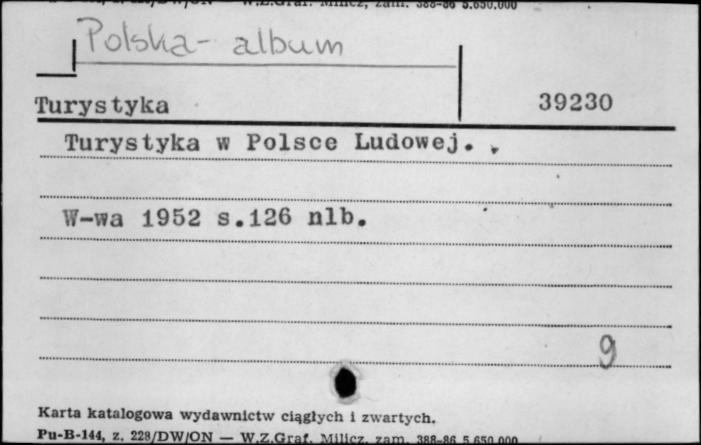 Polska - album
Turystyka 39230
Turystyka w Polsce Ludowej.
W-wa 1952 s.126 nlb.
9
Karta katalogowa wydawnictw ciągłych i zwartych.
Pu-B-144, z. 228/DW/ON — W.Z.Graf. Milicz, zam. 388-86 5.650.000